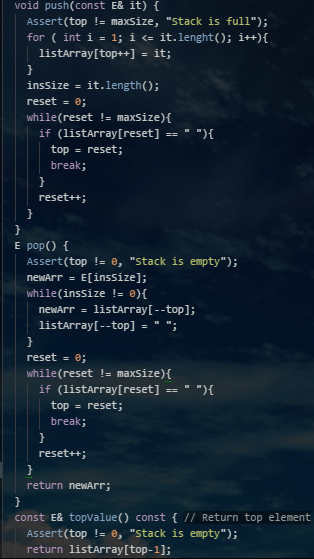 void push(const E& it) {
Assert(top != maxSize, "Stack is full");
for ( int i = 1; i <= it.lenght(); i++){
listArray[top++] = it;
}
insSize = it.length();
reset = 0;
while(reset != maxSize){
if (listArray[reset] == " "){
top = reset;
break;
}
reset++;
}
}
E pop() {
Assert(top != 0, "Stack is empty");
newArr = E[insSize];
while(insSize != 0){
newArr = listArray[--top];
listArray[--top] = " ";
}
reset = 0;
while(reset != maxSize){
if (listArray[reset] == " "){
top = reset;
break;
}
reset++;
}
return newArr;
}
const E& topValue() const { // Return top element
Assert(top != 0, "Stack is empty");
return listArray[top-1];